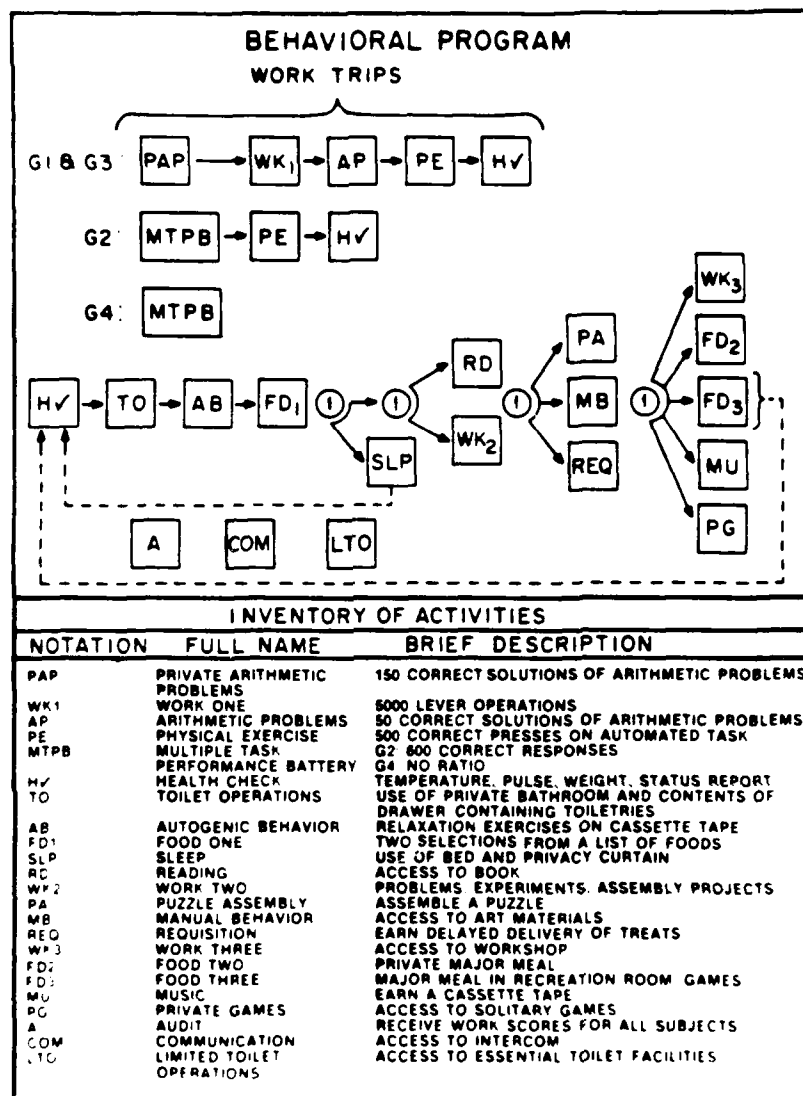 BEHAVIORAL PROGRAM
WORK TRIPS
G1 & G3: PAP WK1 AP PE H✓
G2: MTPB PE H✓
G4: MTPB
WK3
PA FD2
RD
H✓ TO AB FD1 1 1 1 MB 1 FD3
SLP WK2 REQ MU
PG
A COM LTO
INVENTORY OF ACTIVITIES
NOTATION FULL NAME BRIEF DESCRIPTION
PAP PRIVATE ARITHMETIC 150 CORRECT SOLUTIONS OF ARITHMETIC PROBLEMS
PROBLEMS
WK1 WORK ONE 5000 LEVER OPERATIONS
AP ARITHMETIC PROBLEMS 50 CORRECT SOLUTIONS OF ARITHMETIC PROBLEMS
PE PHYSICAL EXERCISE 500 CORRECT PRESSES ON AUTOMATED TASK
MTPB MULTIPLE TASK G2 600 CORRECT RESPONSES
PERFORMANCE BATTERY G4 NO RATIO
H✓ HEALTH CHECK TEMPERATURE, PULSE, WEIGHT, STATUS REPORT
TO TOILET OPERATIONS USE OF PRIVATE BATHROOM AND CONTENTS OF
DRAWER CONTAINING TOILETRIES
AB AUTOGENIC BEHAVIOR RELAXATION EXERCISES ON CASSETTE TAPE
FD1 FOOD ONE TWO SELECTIONS FROM A LIST OF FOODS
SLP SLEEP USE OF BED AND PRIVACY CURTAIN
RD READING ACCESS TO BOOK
WK2 WORK TWO PROBLEMS, EXPERIMENTS, ASSEMBLY PROJECTS
PA PUZZLE ASSEMBLY ASSEMBLE A PUZZLE
MB MANUAL BEHAVIOR ACCESS TO ART MATERIALS
REQ REQUISITION EARN DELAYED DELIVERY OF TREATS
WK3 WORK THREE ACCESS TO WORKSHOP
FD2 FOOD TWO PRIVATE MAJOR MEAL
FD3 FOOD THREE MAJOR MEAL IN RECREATION ROOM GAMES
MU MUSIC EARN A CASSETTE TAPE
PG PRIVATE GAMES ACCESS TO SOLITARY GAMES
A AUDIT RECEIVE WORK SCORES FOR ALL SUBJECTS
COM COMMUNICATION ACCESS TO INTERCOM
LTO LIMITED TOILET ACCESS TO ESSENTIAL TOILET FACILITIES
OPERATIONS